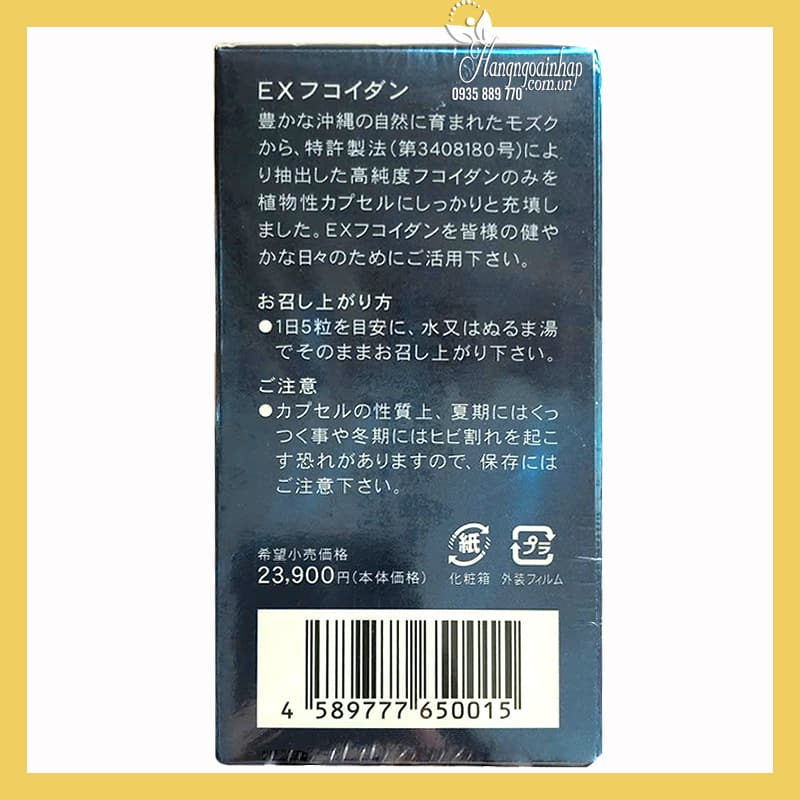 Hangngoainhap
.com.vn
0935 889 770
EXフコイダン
豊かな沖縄の自然に育まれたモズク
から、特許製法(第3408180号)によ
り抽出した高純度フコイダンのみを
植物性カプセルにしっかりと充填し
ました。EXフコイダンを皆様の健や
かな日々のためにご活用下さい。
お召し上がり方
●1日5粒を目安に、水又はぬるま湯
でそのままお召し上がり下さい。
ご注意
●カプセルの性質上、夏期にはくっ
つく事や冬期にはヒビ割れを起こ
す恐れがありますので、保存には
ご注意下さい。
希望小売価格
23,900円(本体価格)
紙
化粧箱
プラ
外装フィルム
4 589777 650015